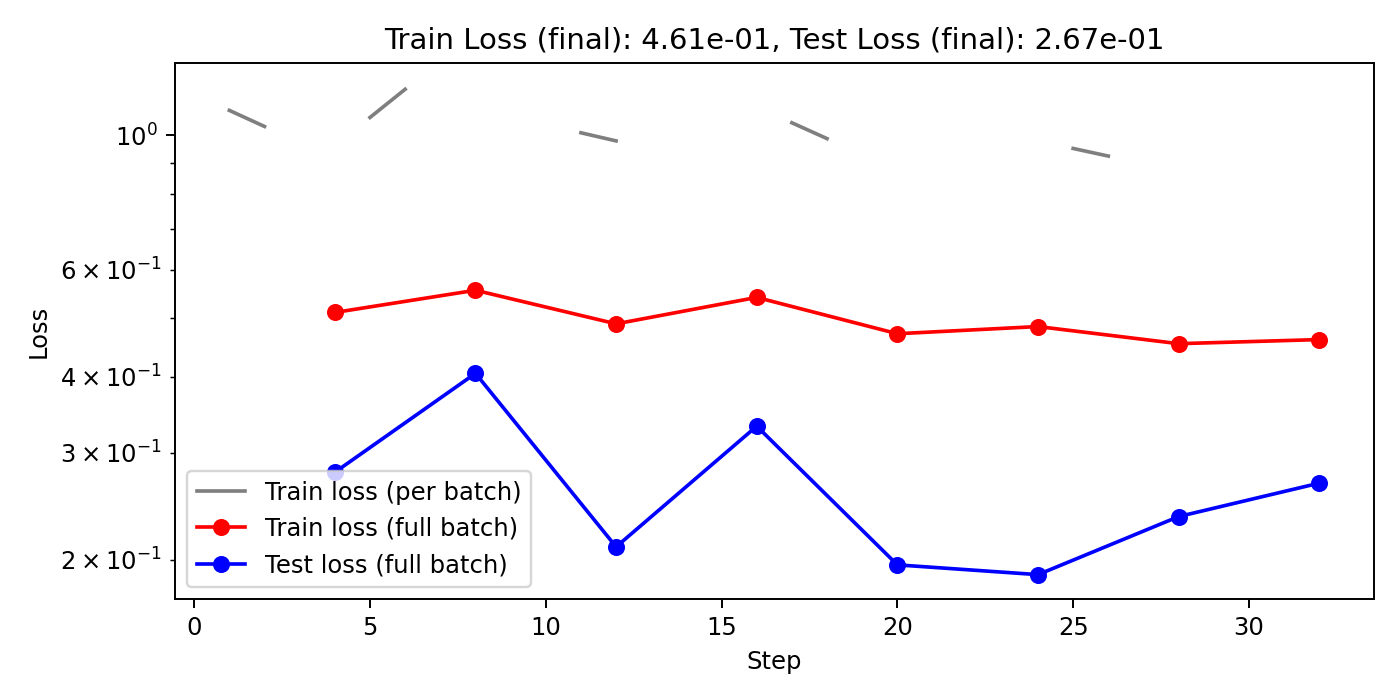 Train Loss (final): 4.61e-01, Test Loss (final): 2.67e-01
10⁰
6 × 10⁻¹
4 × 10⁻¹
3 × 10⁻¹
2 × 10⁻¹
Loss
Train loss (per batch)
Train loss (full batch)
Test loss (full batch)
0 5 10 15 20 25 30
Step